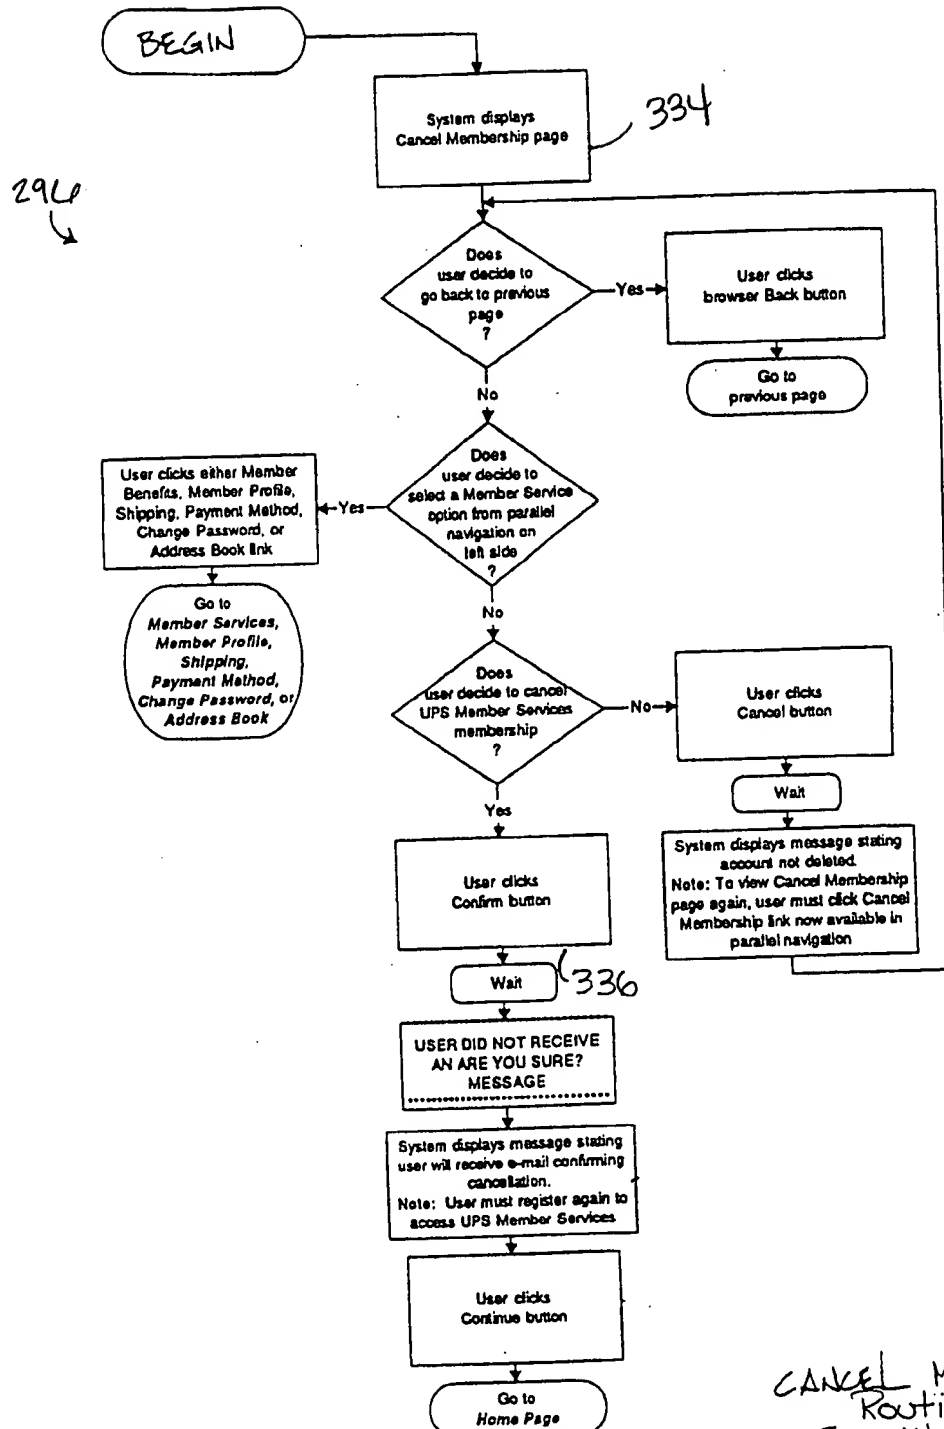 BEGIN
System displays
Cancel Membership page
334
Does
user decide to
go back to previous
page
?
Yes
User clicks
browser Back button
Go to
previous page
No
Does
user decide to
select a Member Service
option from parallel
navigation on
left side
?
Yes
User clicks either Member
Benefits, Member Profile,
Shipping, Payment Method,
Change Password, or
Address Book link
Go to
Member Services,
Member Profile,
Shipping,
Payment Method,
Change Password, or
Address Book
No
Does
user decide to cancel
UPS Member Services
membership
?
No
User clicks
Cancel button
Wait
System displays message stating
account not deleted.
Note: To view Cancel Membership
page again, user must click Cancel
Membership link now available in
parallel navigation
Yes
User clicks
Confirm button
Wait
336
USER DID NOT RECEIVE
AN ARE YOU SURE?
MESSAGE
System displays message stating
user will receive e-mail confirming
cancellation.
Note: User must register again to
access UPS Member Services
User clicks
Continue button
Go to
Home Page
CANCEL M
Routi